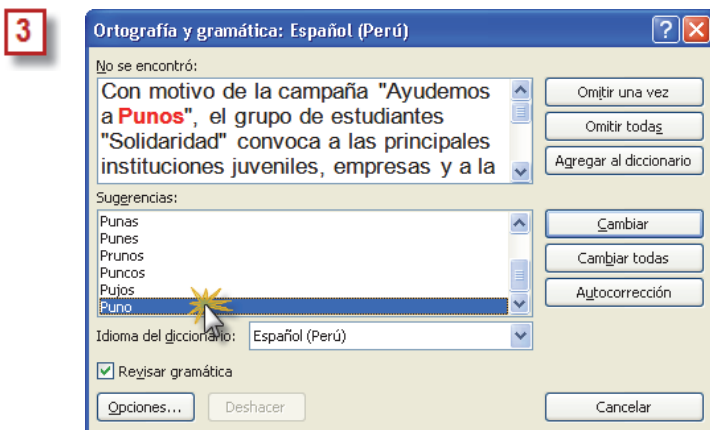 3
Ortografía y gramática: Español (Perú)
No se encontró:
Con motivo de la campaña "Ayudemos
a Punos", el grupo de estudiantes
"Solidaridad" convoca a las principales
instituciones juveniles, empresas y a la
Omitir una vez
Omitir todas
Agregar al diccionario
Sugerencias:
Punas
Punes
Prunos
Puncos
Pujos
Puno
Cambiar
Cambiar todas
Autocorrección
Idioma del diccionario: Español (Perú)
Revisar gramática
Opciones... Deshacer Cancelar